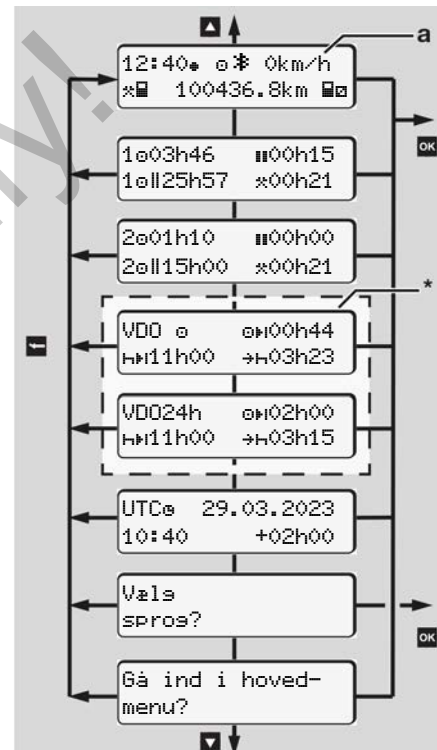 a
12:40 0km/h
100436.8km
OK
1 03h46 00h15
1 25h57 00h21
2 01h10 00h00
2 15h00 00h21
*
VDO 00h44
11h00 03h23
VDO24h 02h00
11h00 03h15
UTC 29.03.2023
10:40 +02h00
Vælg
sprog?
OK
Gå ind i hoved-
menu?